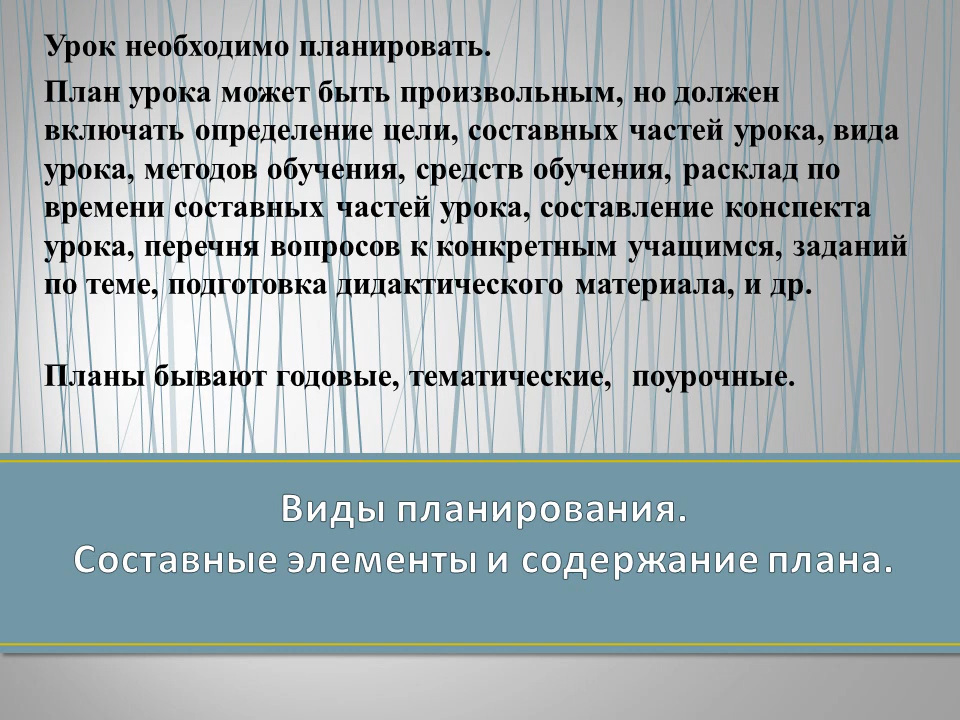 Урок необходимо планировать.
План урока может быть произвольным, но должен
включать определение цели, составных частей урока, вида
урока, методов обучения, средств обучения, расклад по
времени составных частей урока, составление конспекта
урока, перечня вопросов к конкретным учащимся, заданий
по теме, подготовка дидактического материала, и др.
Планы бывают годовые, тематические, поурочные.
Виды планирования.
Составные элементы и содержание плана.